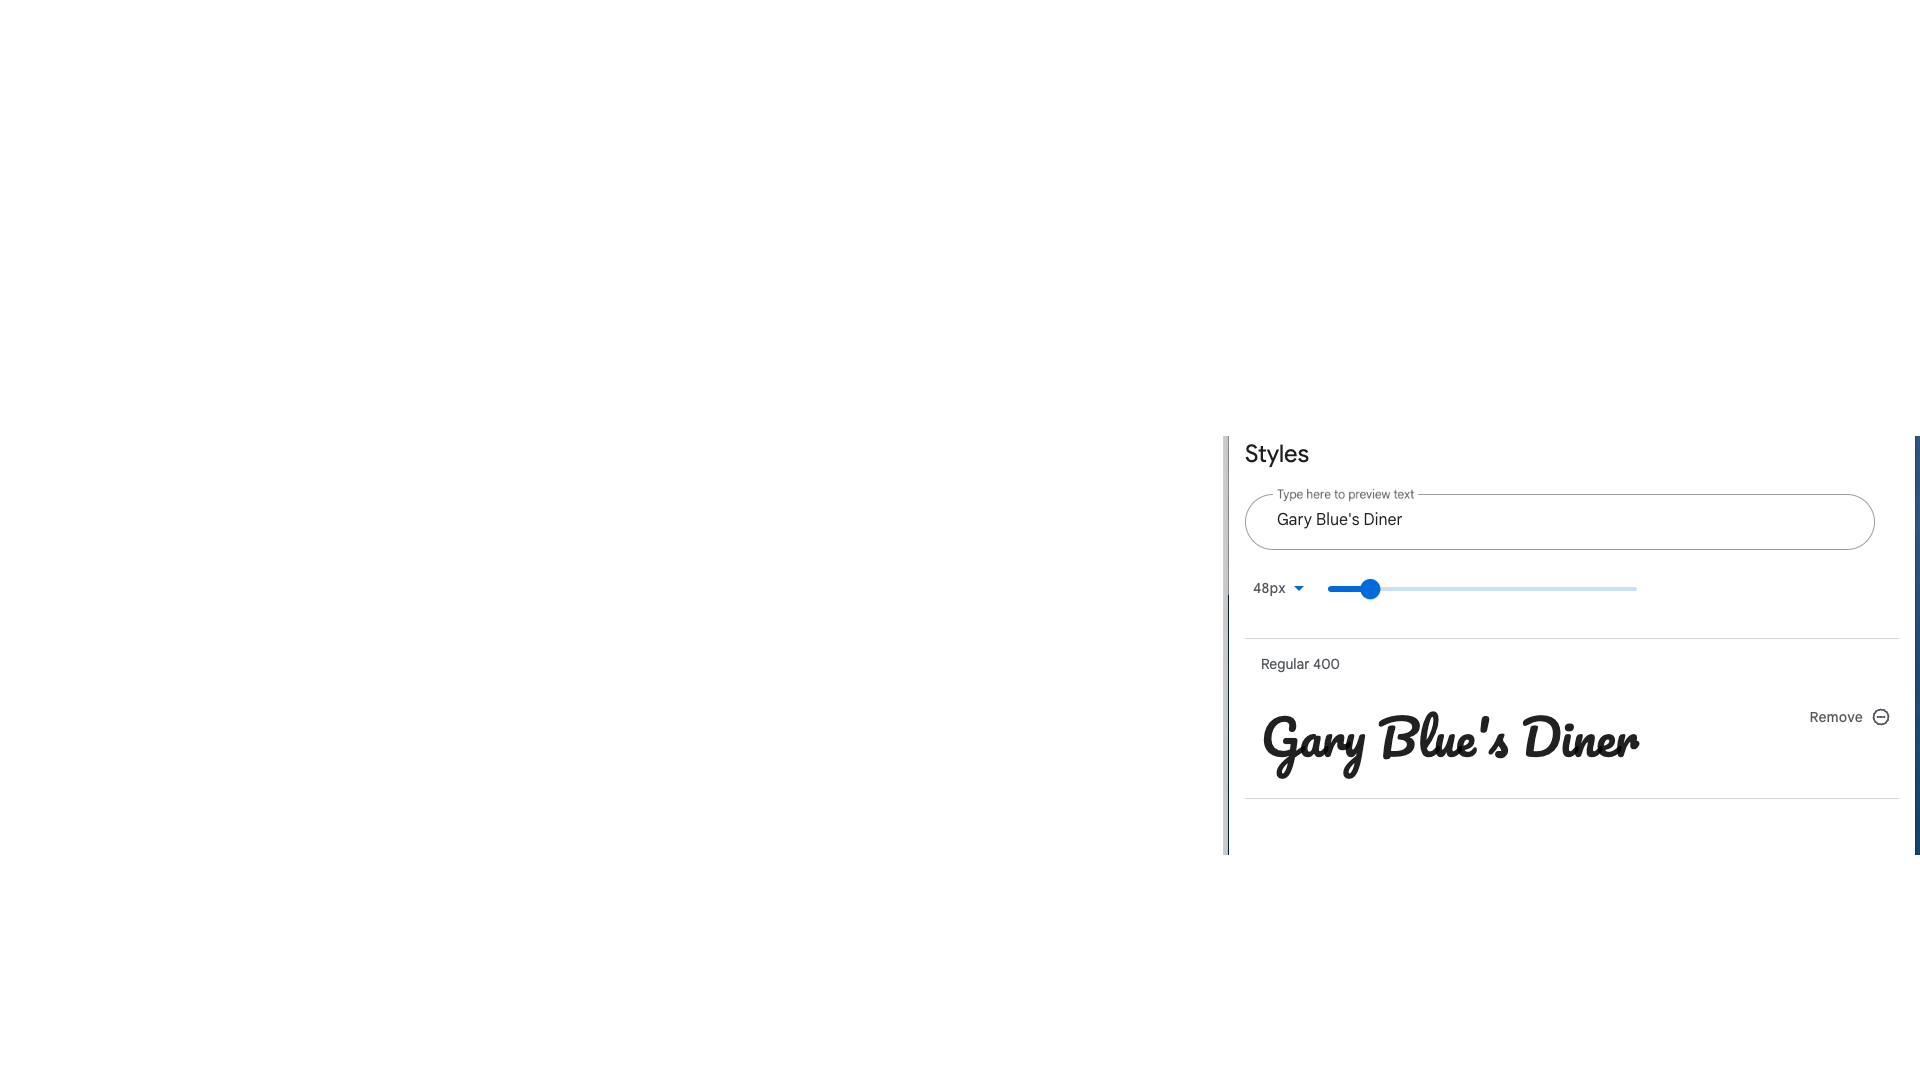 Styles
Type here to preview text
Gary Blue's Diner
48px
Regular 400
Gary Blue's Diner
Remove